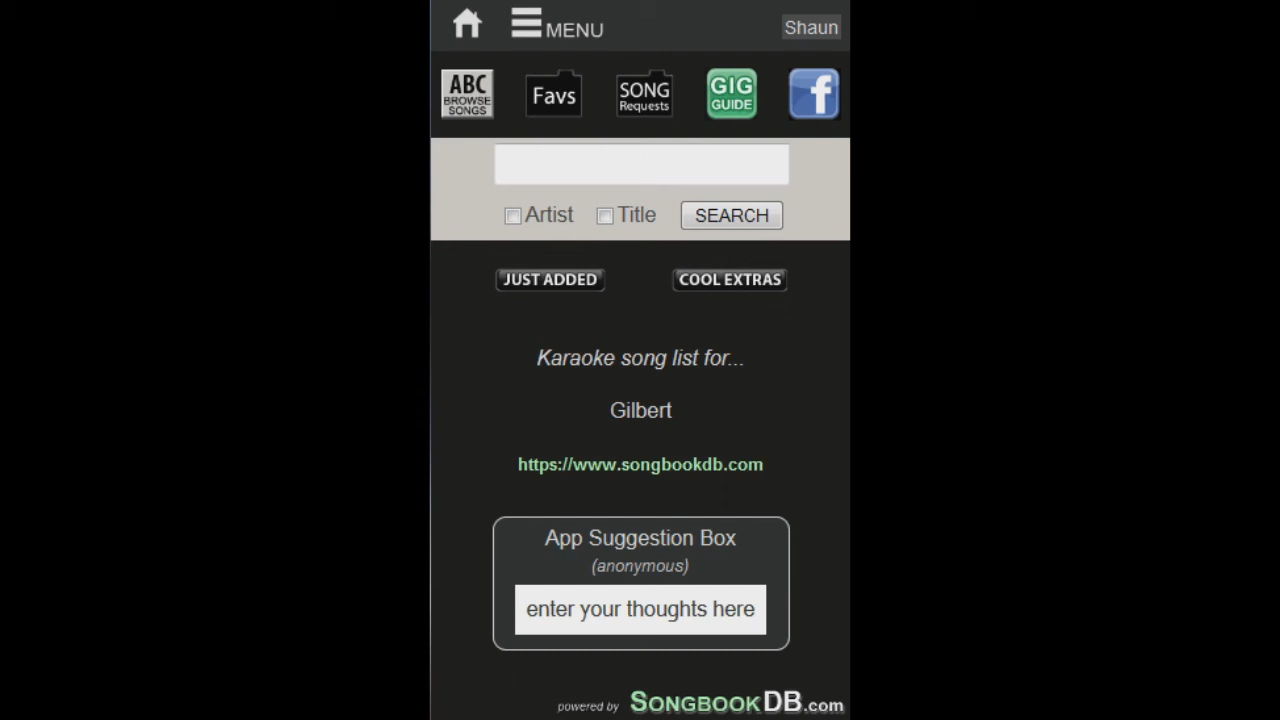 MENU
Shaun
ABC
BROWSE
SONGS
Favs
SONG
Requests
GIG
GUIDE
f
Artist
Title
SEARCH
JUST ADDED
COOL EXTRAS
Karaoke song list for...
Gilbert
https://www.songbookdb.com
App Suggestion Box
(anonymous)
enter your thoughts here
powered by SONGBOOKDB.com